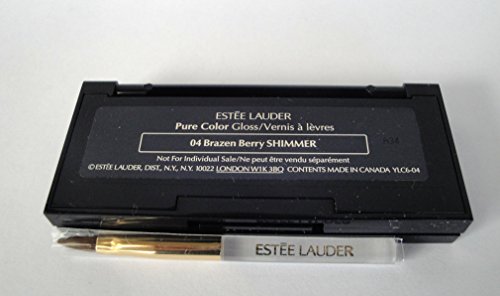 ESTĒE LAUDER
Pure Color Gloss/Vernis à lèvres
04 Brazen Berry SHIMMER
Not For Individual Sale/Ne peut être vendu séparément
©ESTĒE LAUDER, DIST., N.Y., N.Y. 10022 LONDON W1K 3BQ CONTENTS MADE IN CANADA YLC6-04
ESTĒE LAUDER